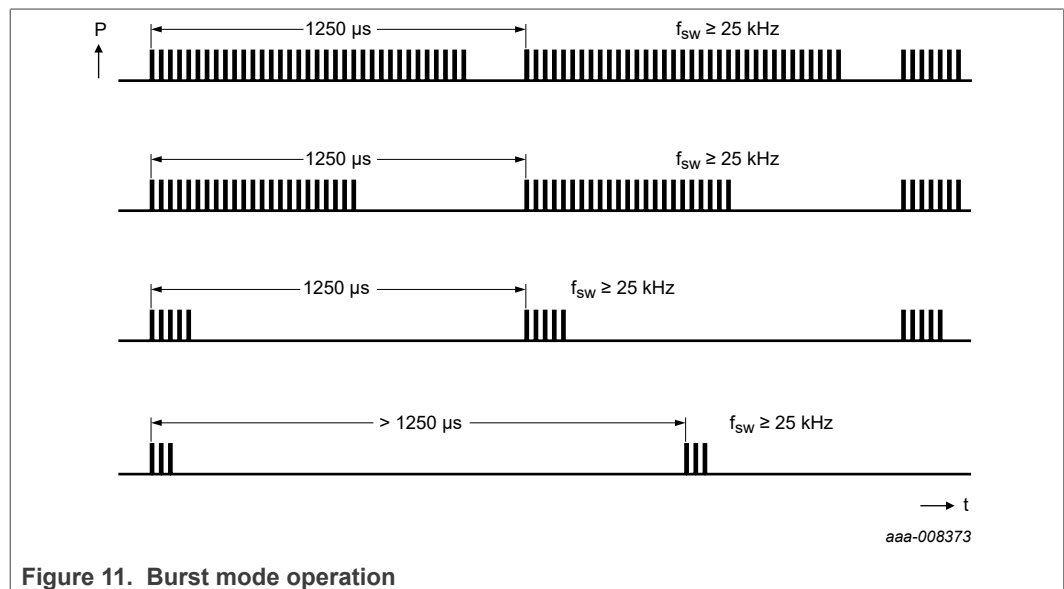 P
1250 µs
f_sw ≥ 25 kHz
1250 µs
f_sw ≥ 25 kHz
1250 µs
f_sw ≥ 25 kHz
> 1250 µs
f_sw ≥ 25 kHz
t
aaa-008373
Figure 11. Burst mode operation